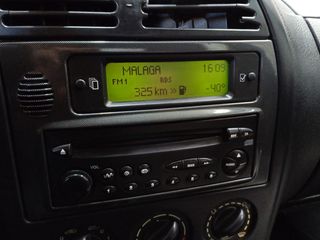 MALAGA 16:09
FM1 RDS
325 km >> -40°
VOL